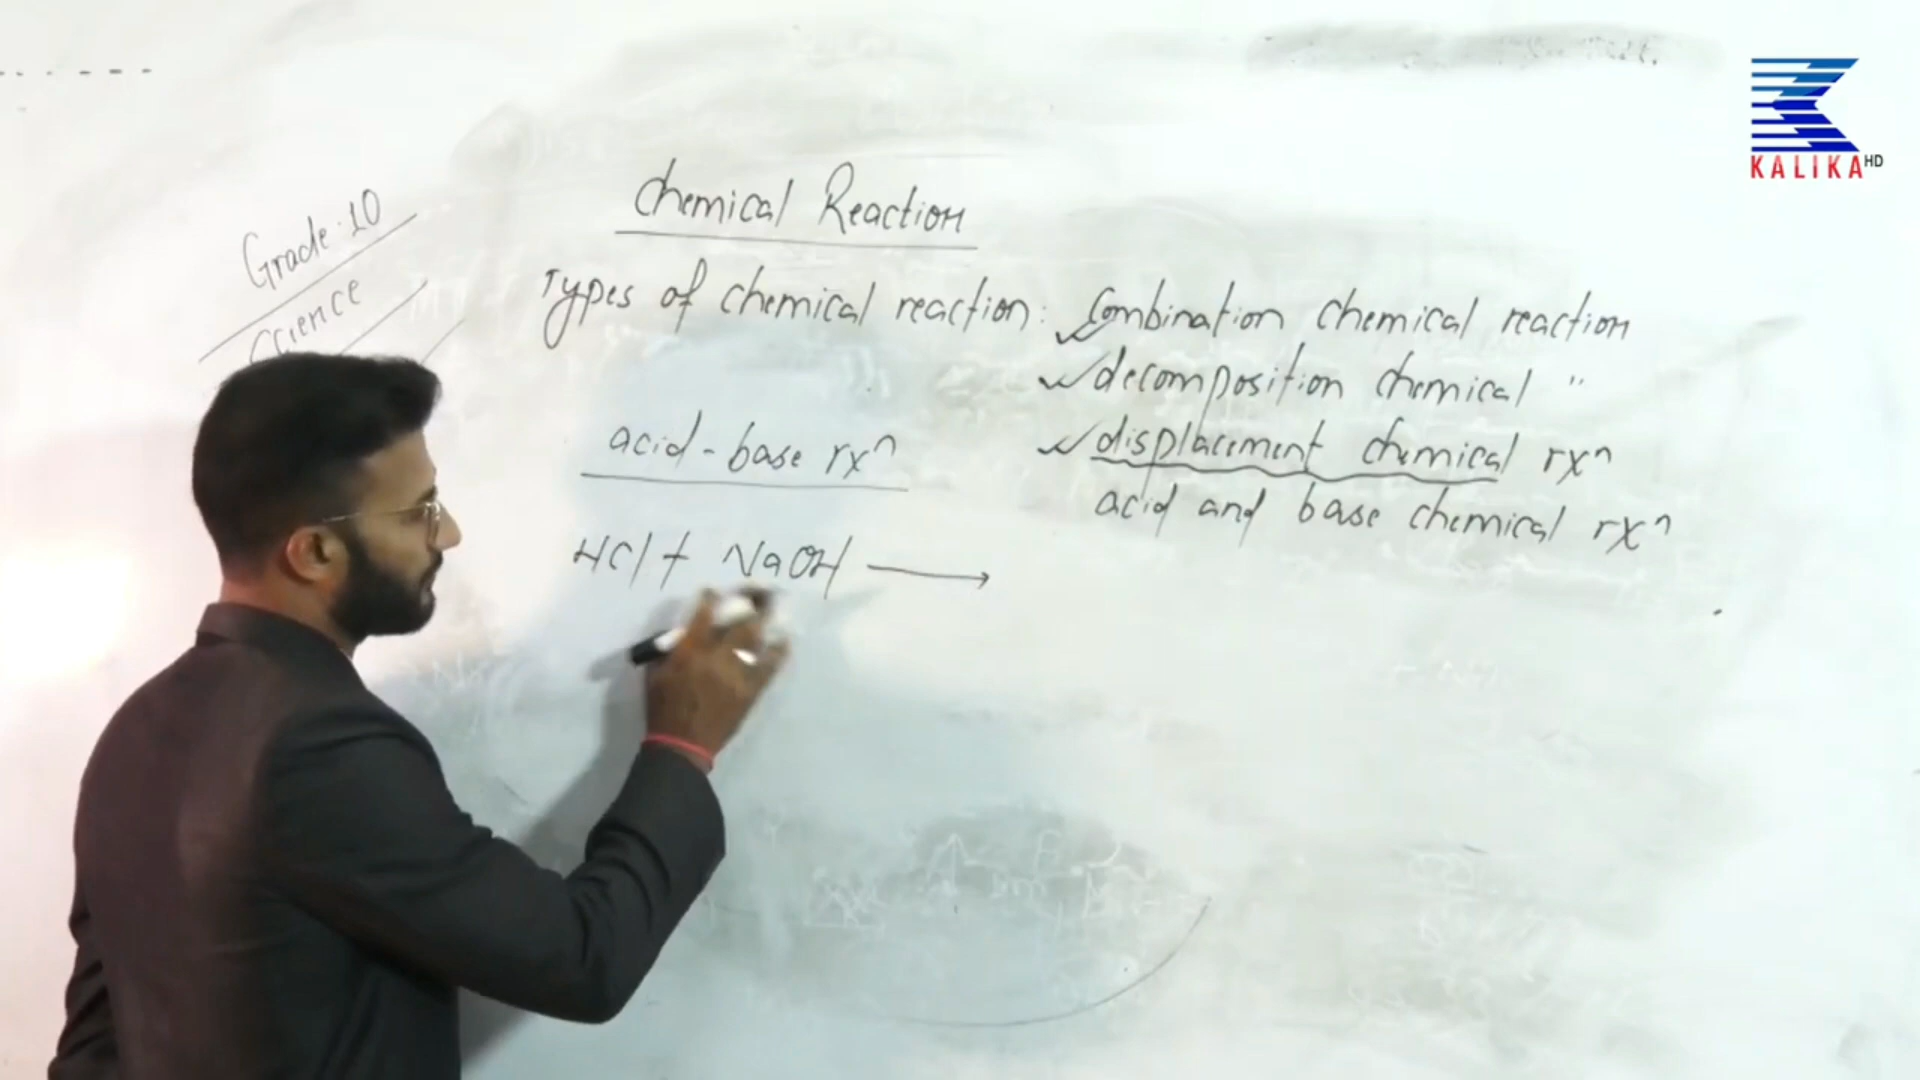 Grade: 10
Science
Chemical Reaction
Types of chemical reaction: Combination chemical reaction
decomposition chemical "
displacement chemical rxⁿ
acid and base chemical rxⁿ
acid-base rxⁿ
HCl + NaOH ⟶
KALIKA HD